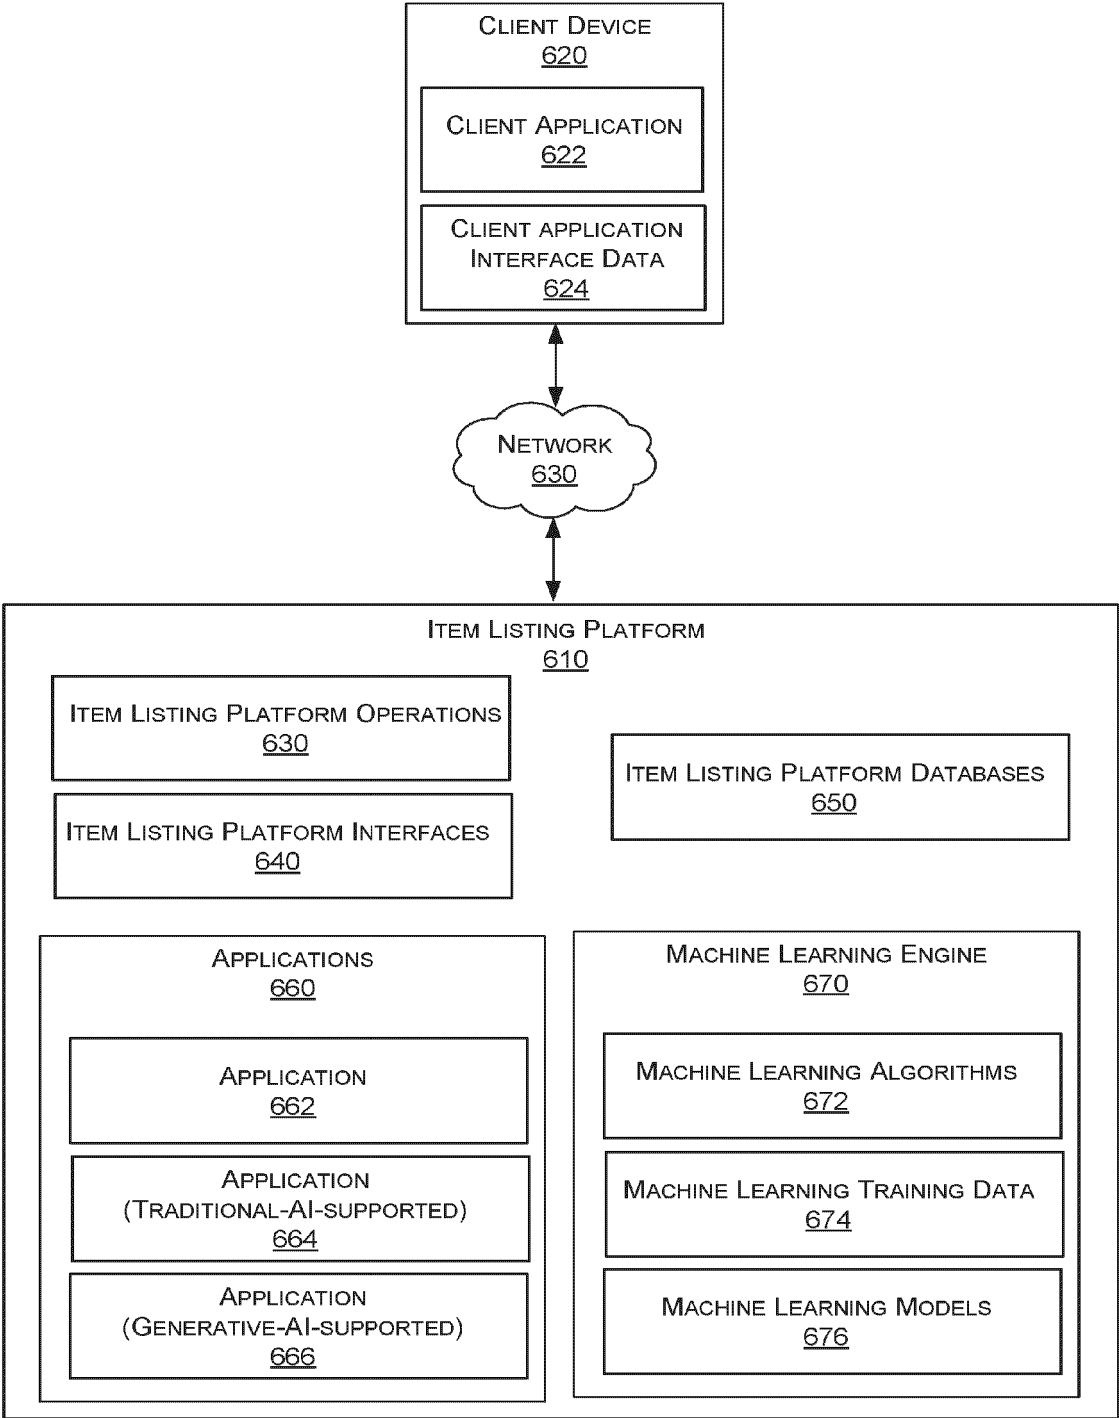 CLIENT DEVICE
620
CLIENT APPLICATION
622
CLIENT APPLICATION
INTERFACE DATA
624
NETWORK
630
ITEM LISTING PLATFORM
610
ITEM LISTING PLATFORM OPERATIONS
630
ITEM LISTING PLATFORM INTERFACES
640
ITEM LISTING PLATFORM DATABASES
650
APPLICATIONS
660
APPLICATION
662
APPLICATION
(TRADITIONAL-AI-SUPPORTED)
664
APPLICATION
(GENERATIVE-AI-SUPPORTED)
666
MACHINE LEARNING ENGINE
670
MACHINE LEARNING ALGORITHMS
672
MACHINE LEARNING TRAINING DATA
674
MACHINE LEARNING MODELS
676